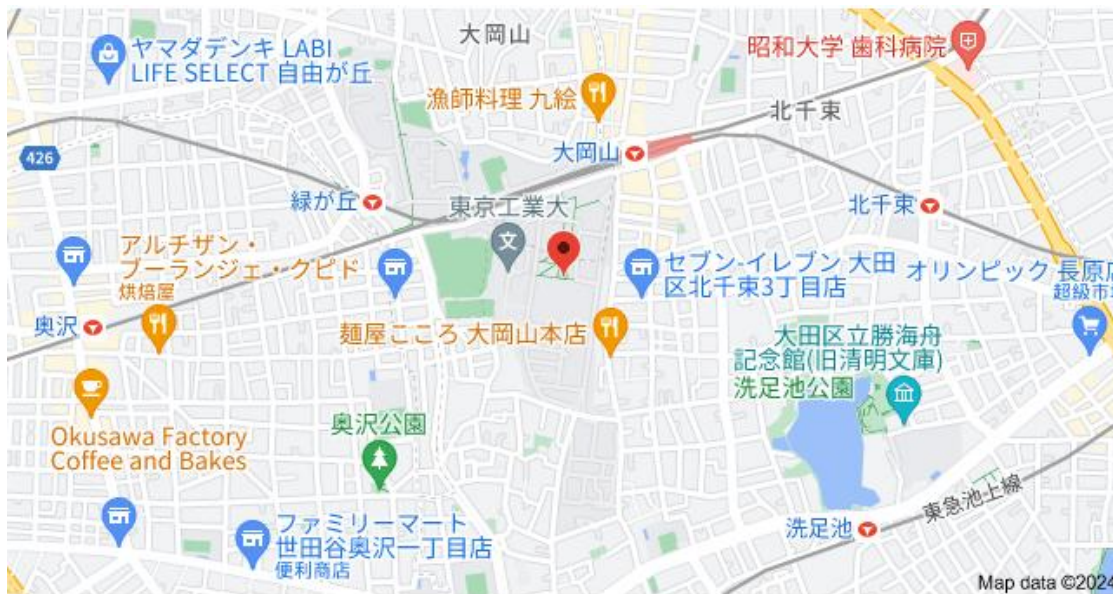 ヤマダデンキ LABI
LIFE SELECT 自由が丘
大岡山
昭和大学 歯科病院
漁師料理 九絵
北千束
426
大岡山
緑が丘
東京工業大
北千束
アルチザン・
ブーランジェ・クピド
烘焙屋
文
セブン-イレブン 大田
区北千束3丁目店
オリンピック 長原店
超級市場
奥沢
麺屋こころ 大岡山本店
大田区立勝海舟
記念館(旧清明文庫)
洗足池公園
奥沢公園
Okusawa Factory
Coffee and Bakes
東急池上線
洗足池
ファミリーマート
世田谷奥沢一丁目店
便利商店
Map data ©2024